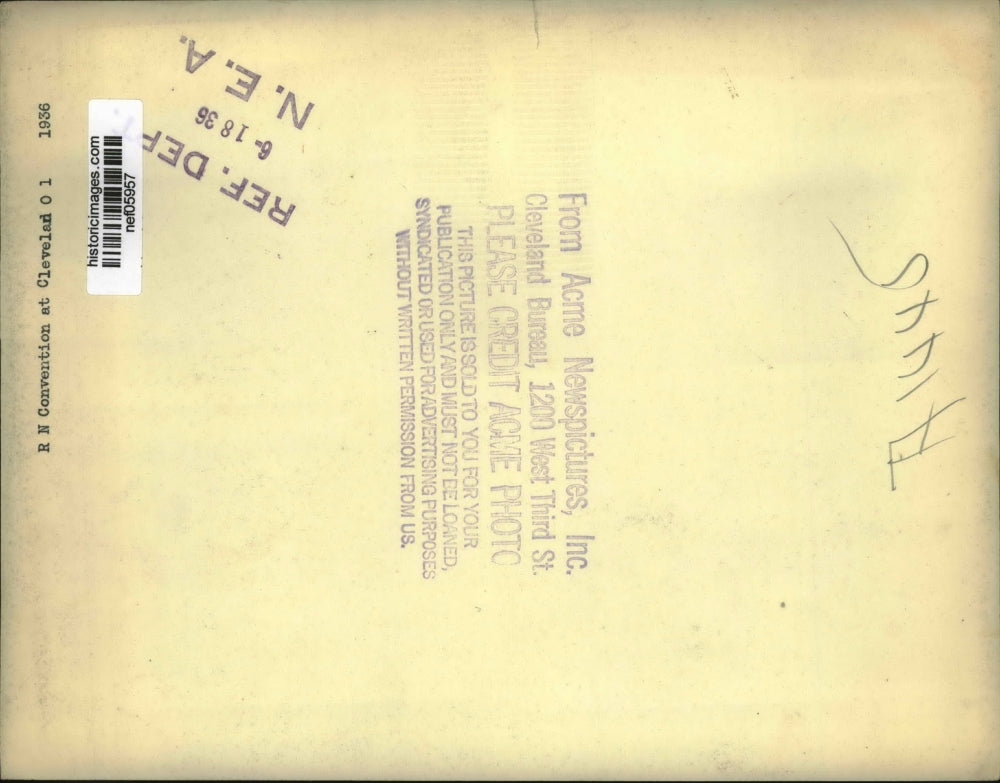 R N Convention at Cleveland O 1 1936
historicimages.com
nef05957
N. E. A.
6-18 36
REF. DEPT.
From Acme Newspictures, Inc.
Cleveland Bureau, 1200 West Third St.
PLEASE CREDIT ACME PHOTO
THIS PICTURE IS SOLD TO YOU FOR YOUR
PUBLICATION ONLY AND MUST NOT BE LOANED,
SYNDICATED OR USED FOR ADVERTISING PURPOSES
WITHOUT WRITTEN PERMISSION FROM US.